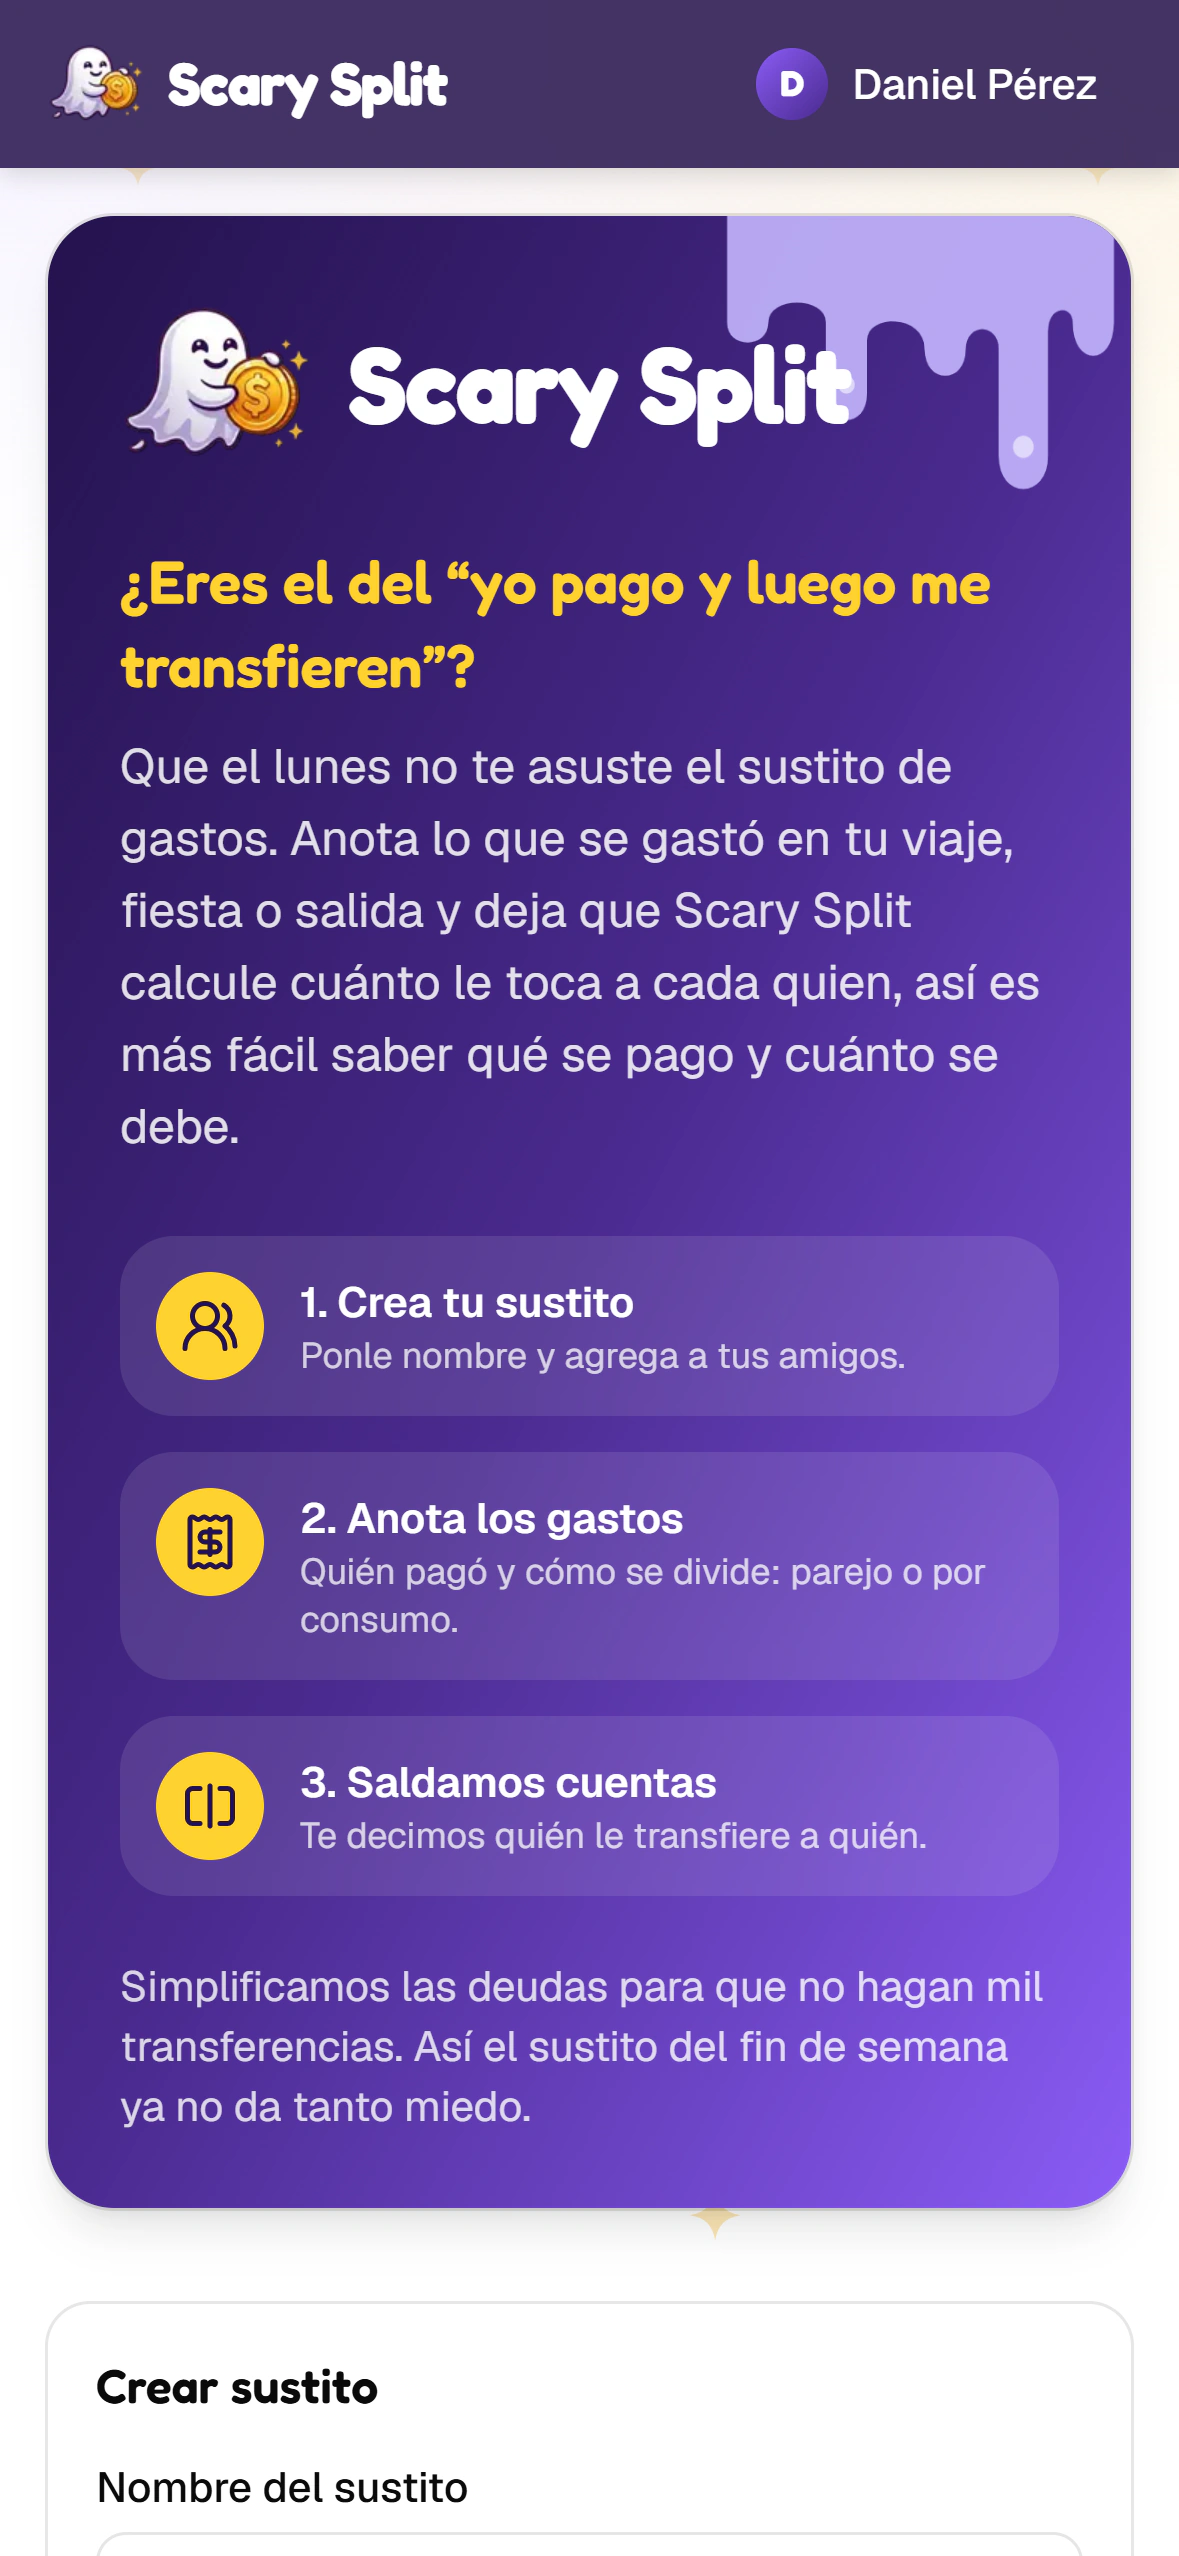 Scary Split
D
Daniel Pérez
Scary Split
¿Eres el del “yo pago y luego me
transfieren”?
Que el lunes no te asuste el sustito de
gastos. Anota lo que se gastó en tu viaje,
fiesta o salida y deja que Scary Split
calcule cuánto le toca a cada quien, así es
más fácil saber qué se pago y cuánto se
debe.
1. Crea tu sustito
Ponle nombre y agrega a tus amigos.
2. Anota los gastos
Quién pagó y cómo se divide: parejo o por
consumo.
3. Saldamos cuentas
Te decimos quién le transfiere a quién.
Simplificamos las deudas para que no hagan mil
transferencias. Así el sustito del fin de semana
ya no da tanto miedo.
Crear sustito
Nombre del sustito